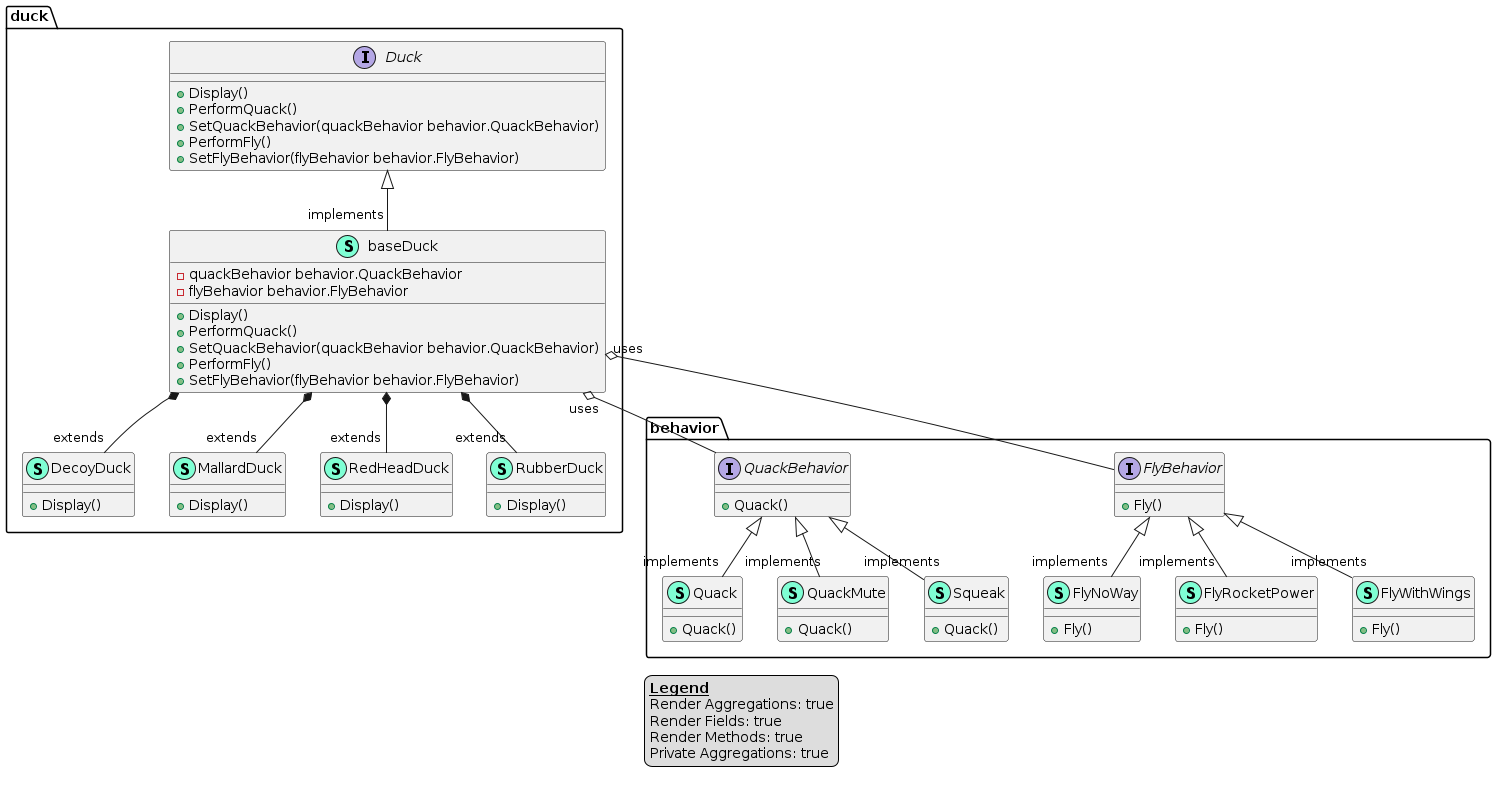 duck
I Duck
Display()
PerformQuack()
SetQuackBehavior(quackBehavior behavior.QuackBehavior)
PerformFly()
SetFlyBehavior(flyBehavior behavior.FlyBehavior)
implements
S baseDuck
quackBehavior behavior.QuackBehavior
flyBehavior behavior.FlyBehavior
Display()
PerformQuack()
SetQuackBehavior(quackBehavior behavior.QuackBehavior)
PerformFly()
SetFlyBehavior(flyBehavior behavior.FlyBehavior)
uses
uses
extends
extends
extends
extends
S DecoyDuck
Display()
S MallardDuck
Display()
S RedHeadDuck
Display()
S RubberDuck
Display()
behavior
I QuackBehavior
Quack()
I FlyBehavior
Fly()
implements
implements
implements
implements
implements
implements
S Quack
Quack()
S QuackMute
Quack()
S Squeak
Quack()
S FlyNoWay
Fly()
S FlyRocketPower
Fly()
S FlyWithWings
Fly()
Legend
Render Aggregations: true
Render Fields: true
Render Methods: true
Private Aggregations: true